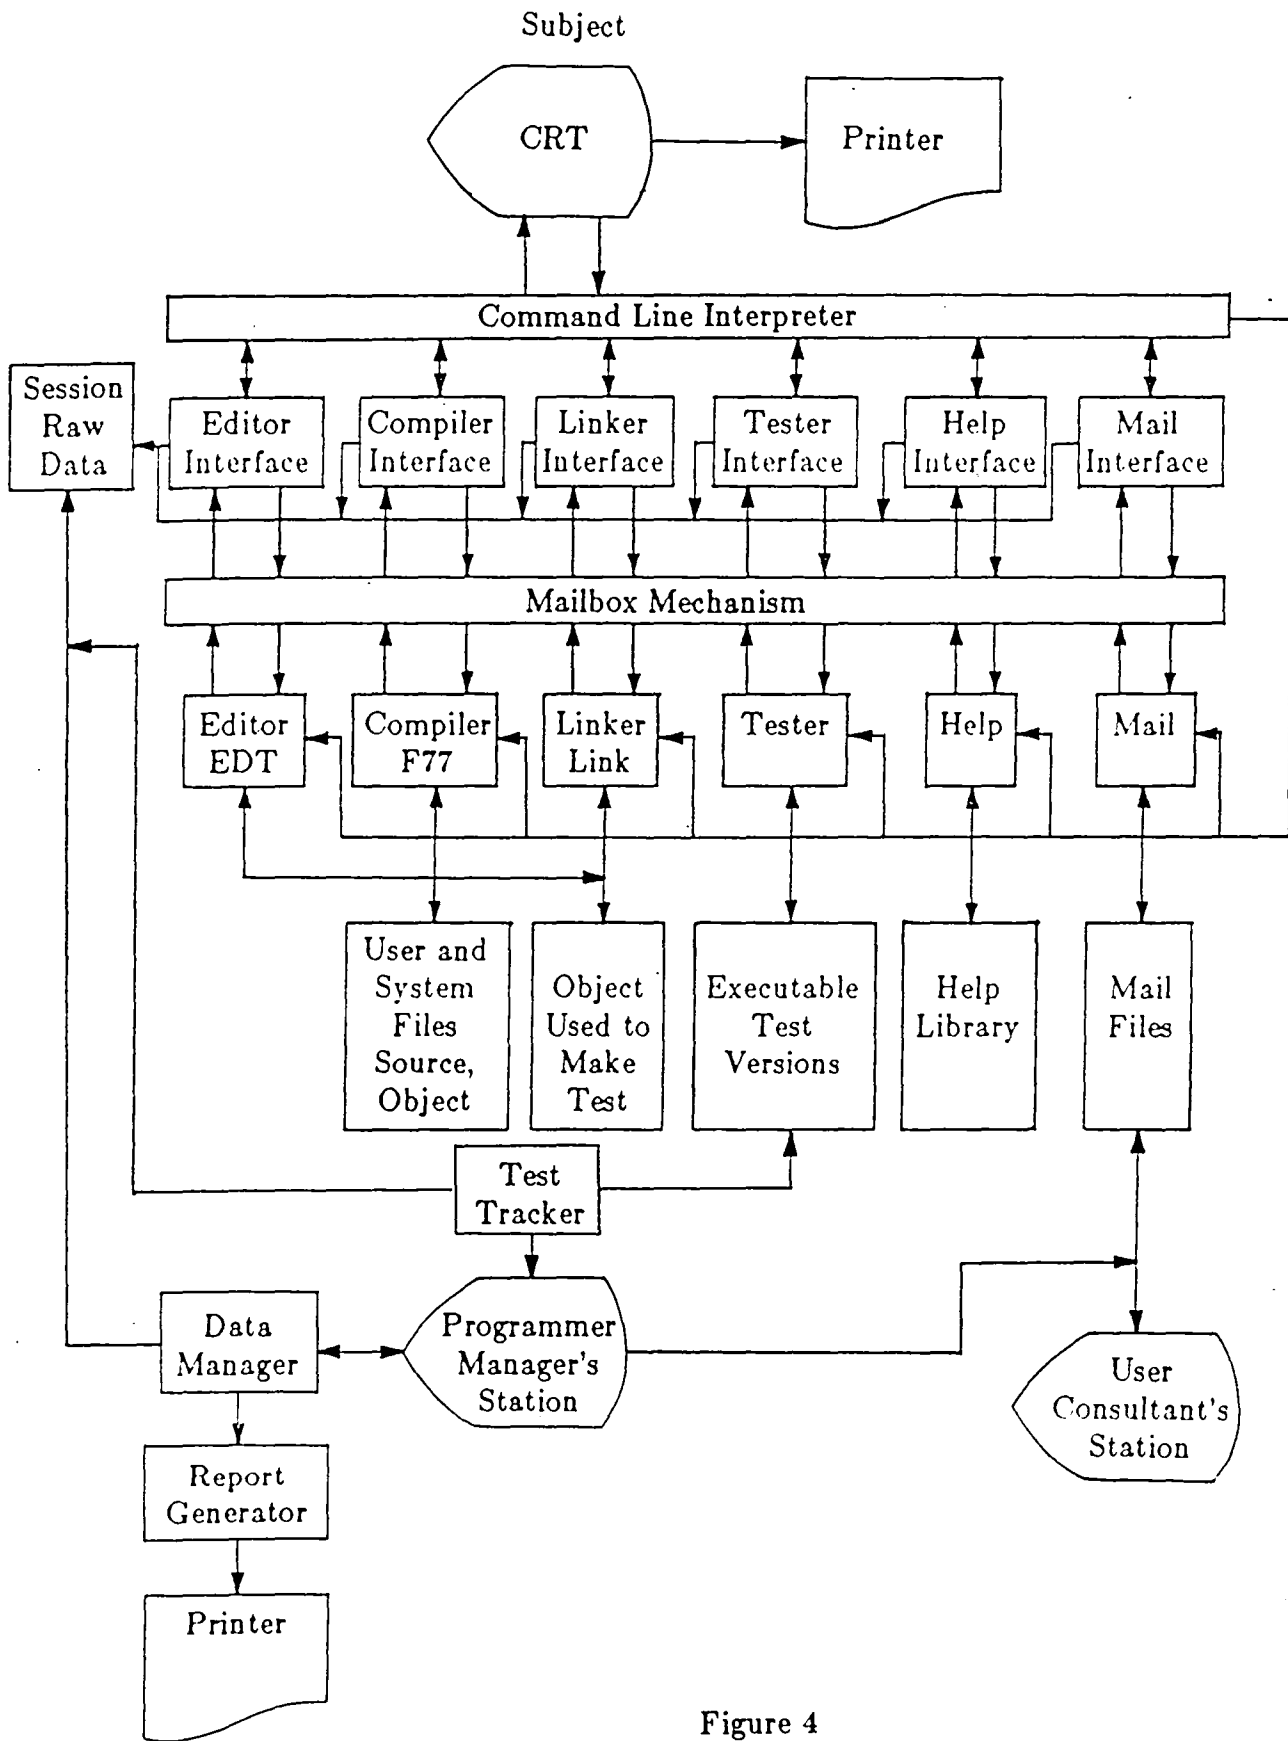 Subject
CRT
Printer
Command Line Interpreter
Session
Raw
Data
Editor
Interface
Compiler
Interface
Linker
Interface
Tester
Interface
Help
Interface
Mail
Interface
Mailbox Mechanism
Editor
EDT
Compiler
F77
Linker
Link
Tester
Help
Mail
User and
System
Files
Source,
Object
Object
Used to
Make
Test
Executable
Test
Versions
Help
Library
Mail
Files
Test
Tracker
Data
Manager
Programmer
Manager's
Station
User
Consultant's
Station
Report
Generator
Printer
Figure 4